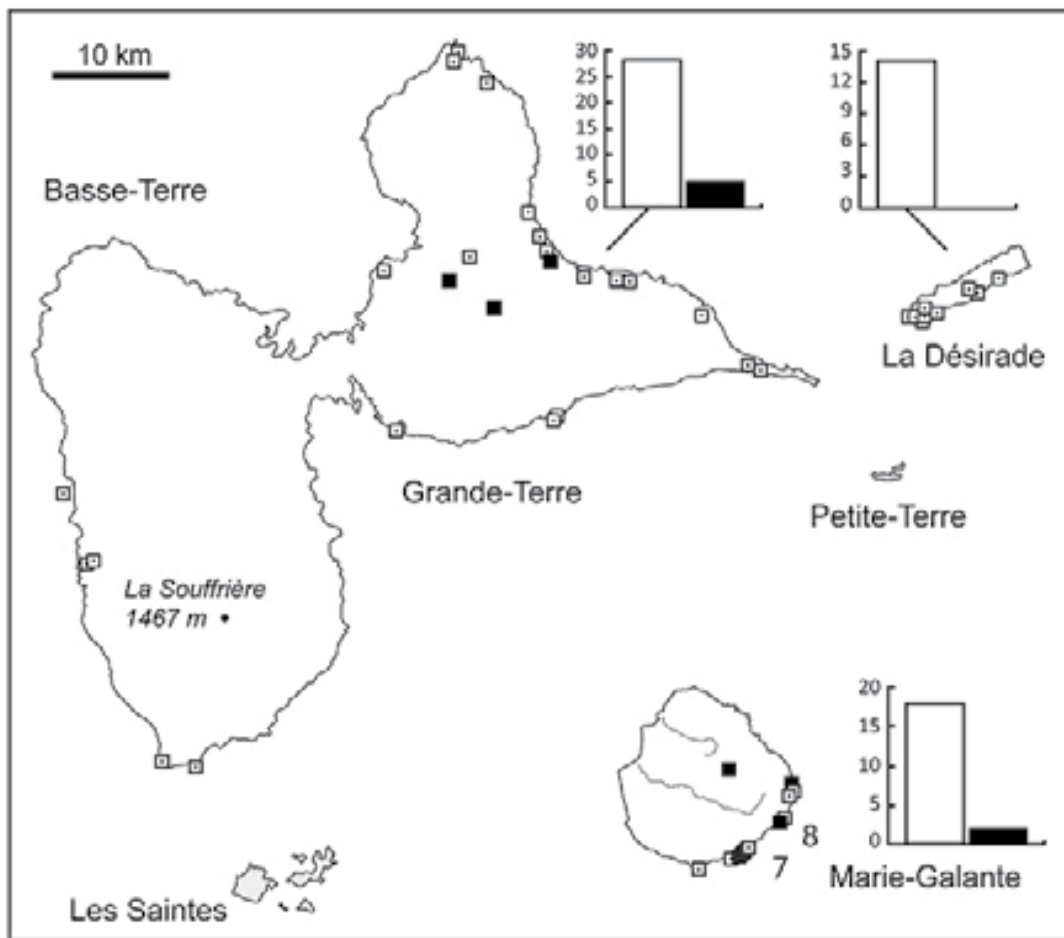 10 km
30
25
20
15
10
5
0
15
12
9
6
3
0
Basse-Terre
La Désirade
Grande-Terre
Petite-Terre
La Souffrière
1467 m
20
15
10
5
0
8
7
Marie-Galante
Les Saintes